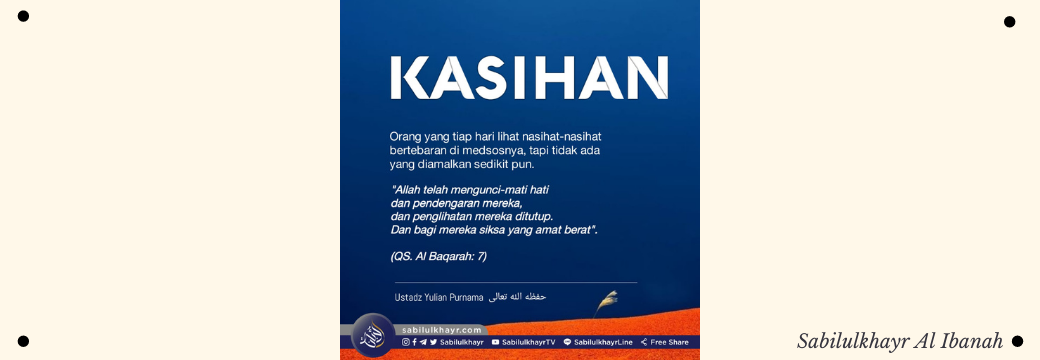 KASIHAN
Orang yang tiap hari lihat nasihat-nasihat
bertebaran di medsosnya, tapi tidak ada
yang diamalkan sedikit pun.
"Allah telah mengunci-mati hati
dan pendengaran mereka,
dan penglihatan mereka ditutup.
Dan bagi mereka siksa yang amat berat".
(QS. Al Baqarah: 7)
Ustadz Yulian Purnama حفظه الله تعالى
sabilulkhayr.com
Sabilulkhayr SabilulkhayrTV SabilulkhayrLine Free Share
Sabilulkhayr Al Ibanah